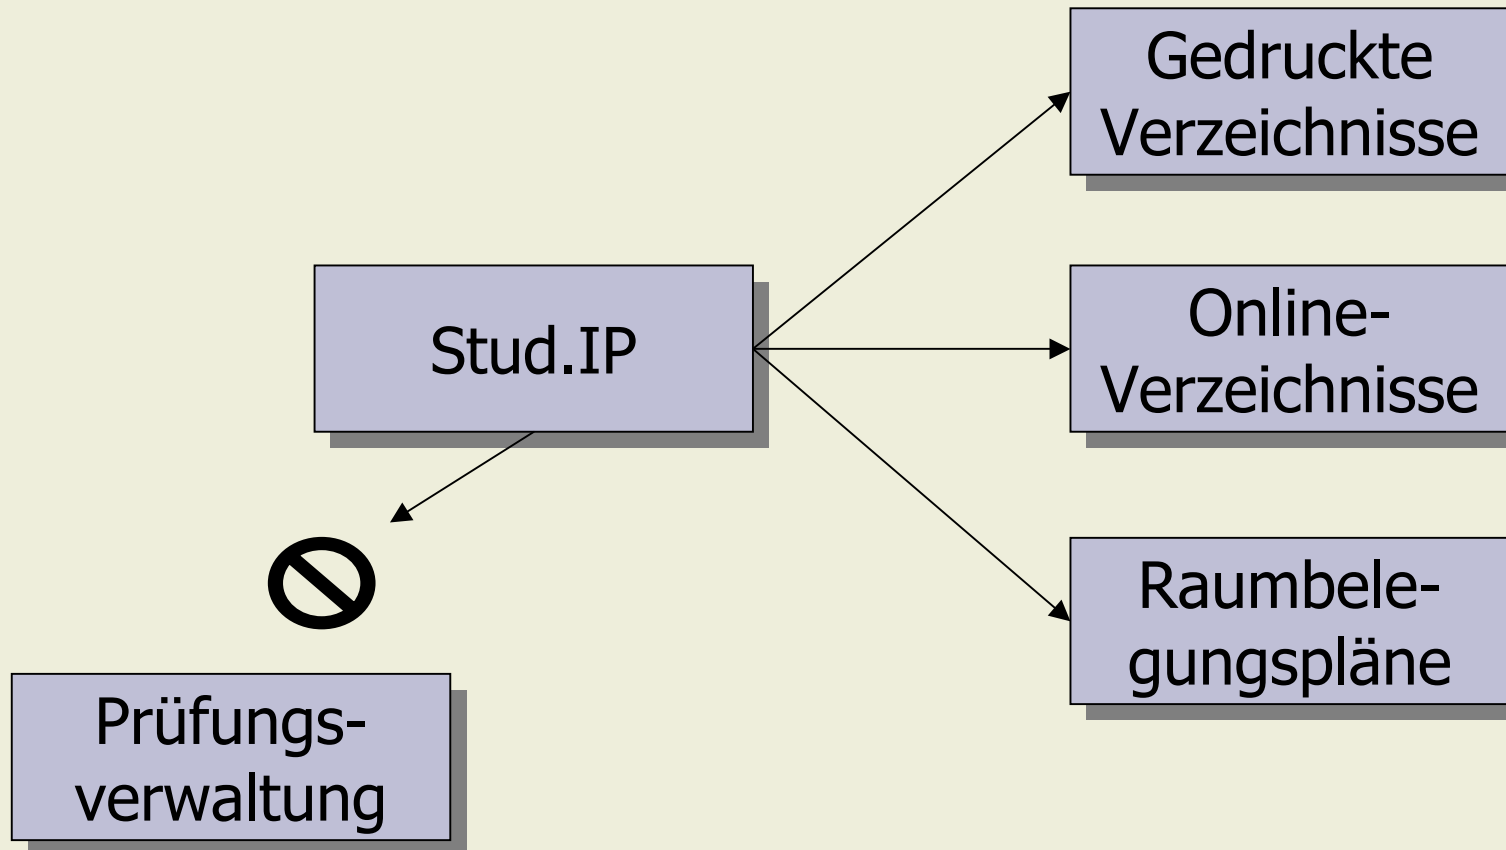 Gedruckte
Verzeichnisse
Stud.IP
Online-
Verzeichnisse
Raumbele-
gungspläne
Prüfungs-
verwaltung